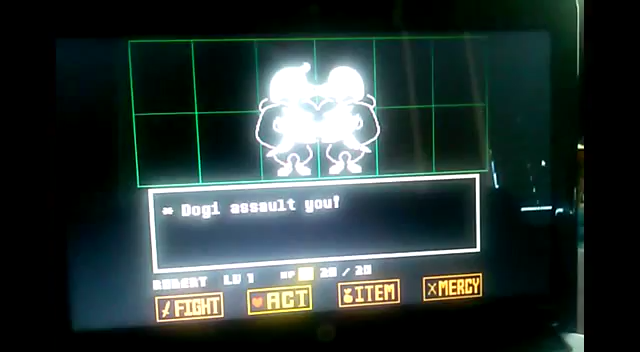 * Dogi assault you!
ROBERT LV 1 HP 20 / 20
FIGHT ACT ITEM MERCY